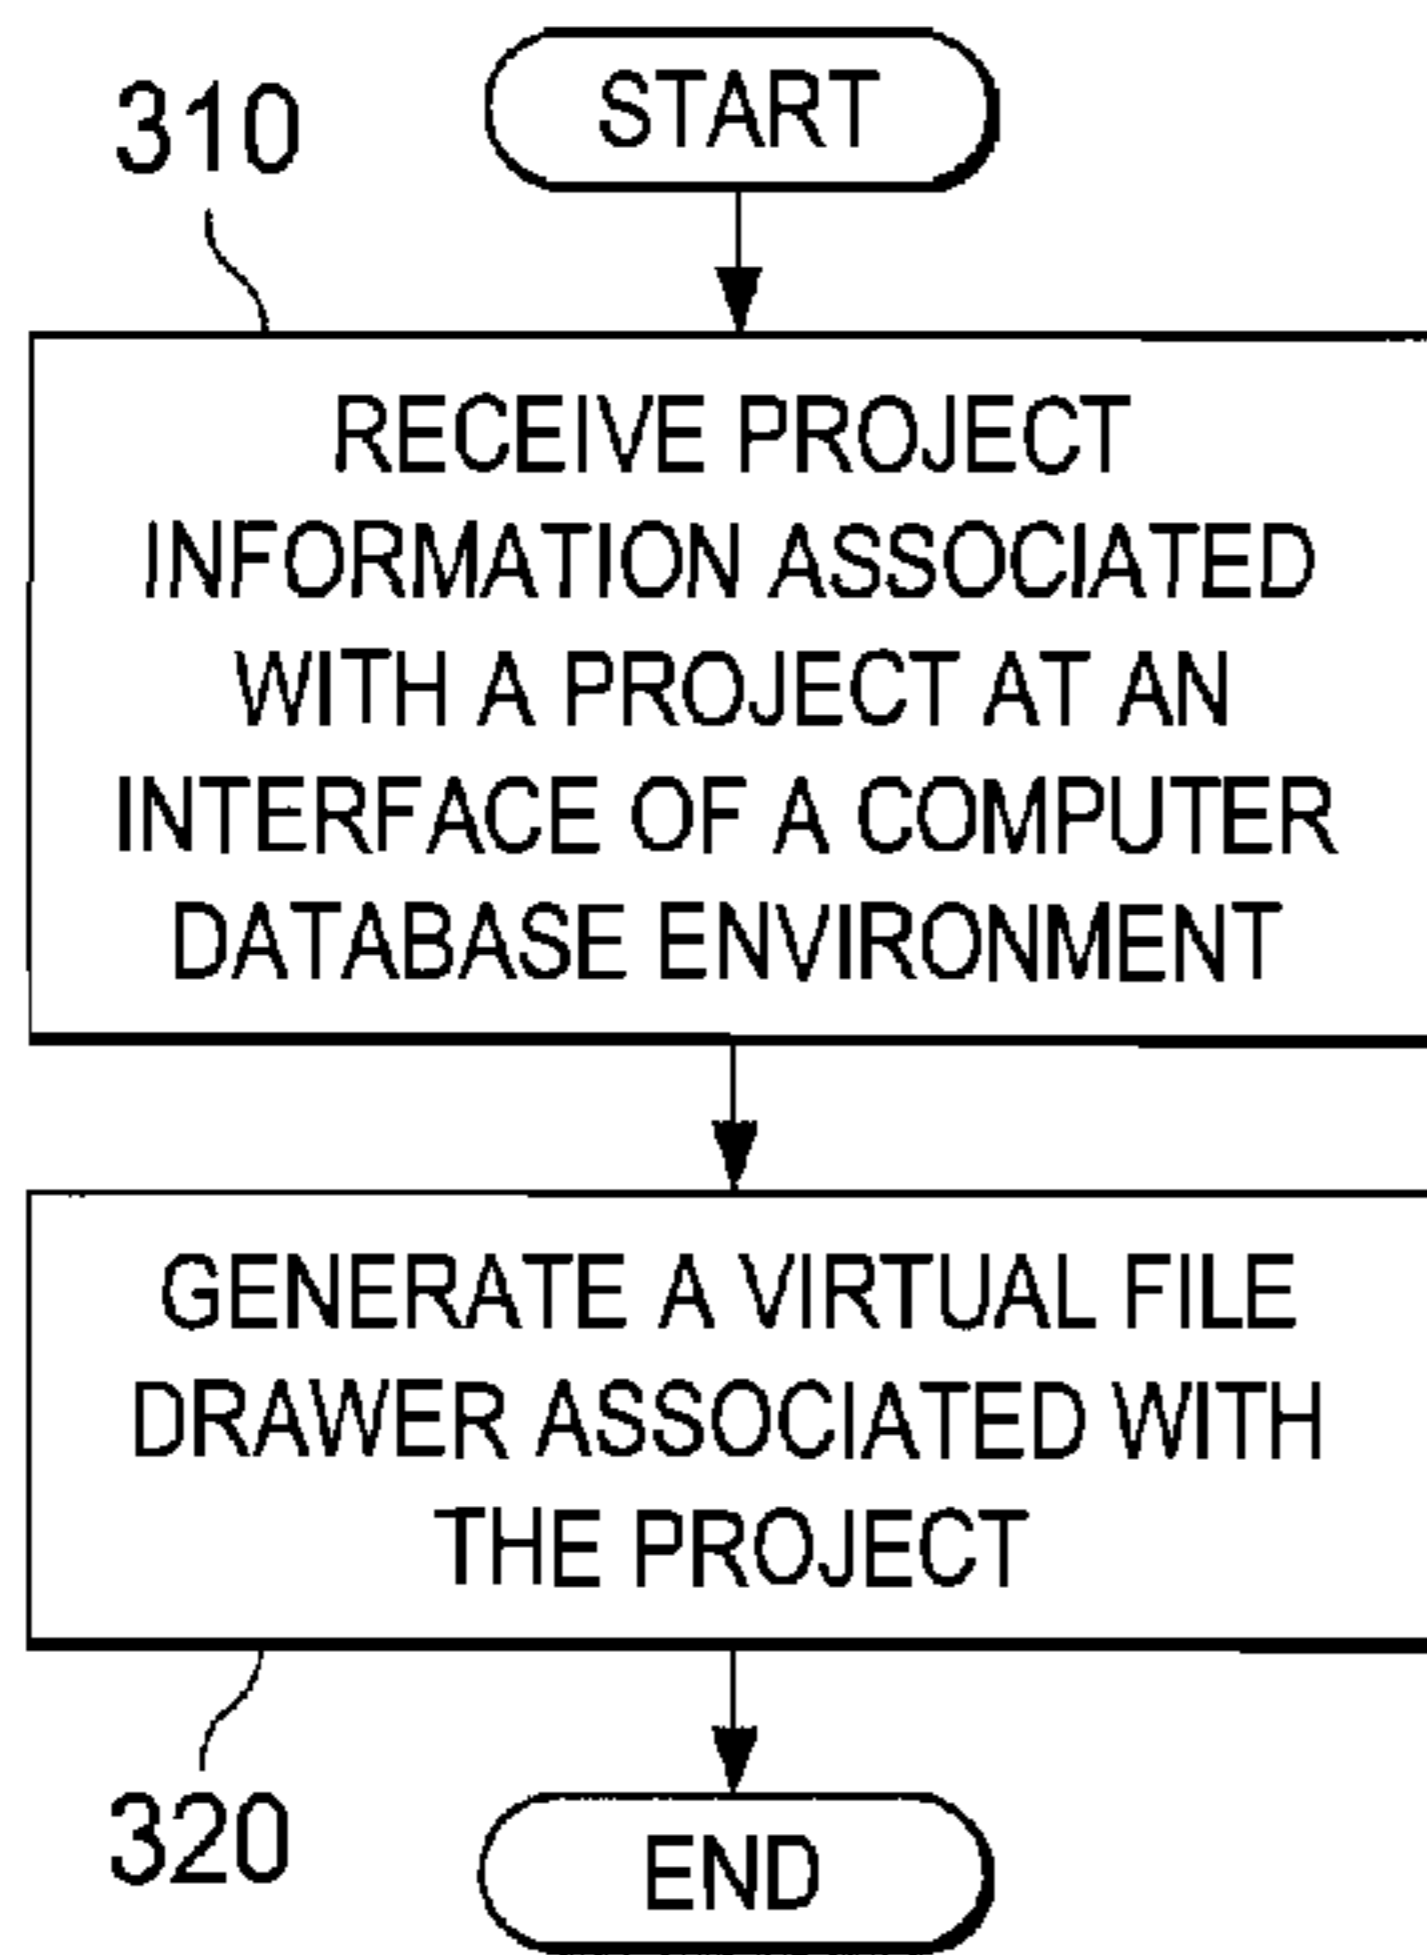 START
310
RECEIVE PROJECT
INFORMATION ASSOCIATED
WITH A PROJECT AT AN
INTERFACE OF A COMPUTER
DATABASE ENVIRONMENT
GENERATE A VIRTUAL FILE
DRAWER ASSOCIATED WITH
THE PROJECT
320
END